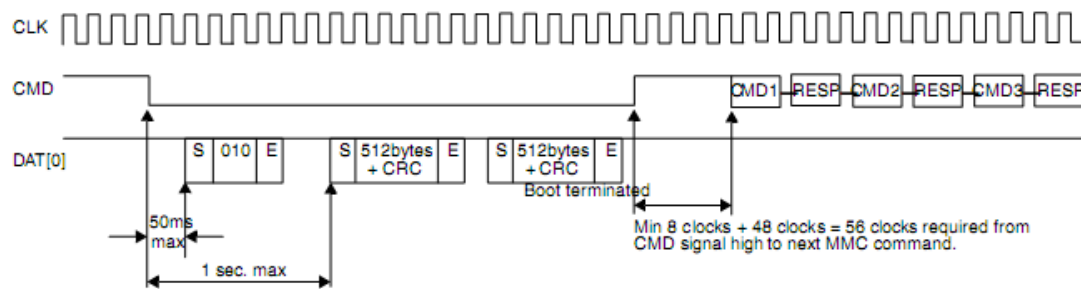 CLK
CMD
CMD1 RESP CMD2 RESP CMD3 RESP
DAT[0]
S 010 E S 512bytes + CRC E S 512bytes + CRC E
Boot terminated
50ms
max
Min 8 clocks + 48 clocks = 56 clocks required from
CMD signal high to next MMC command.
1 sec. max